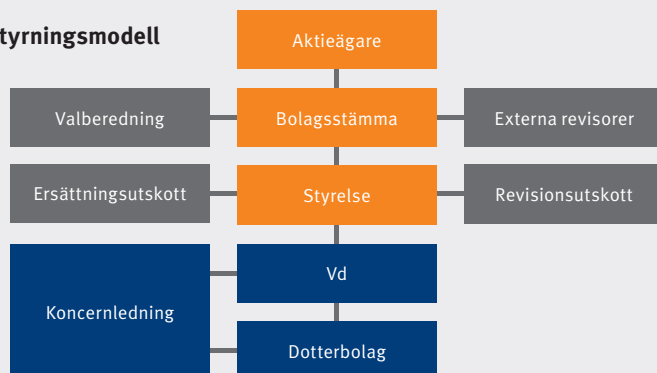 tyrningsmodell
Aktieägare
Valberedning
Bolagsstämma
Externa revisorer
Ersättningsutskott
Styrelse
Revisionsutskott
Koncernledning
Vd
Dotterbolag